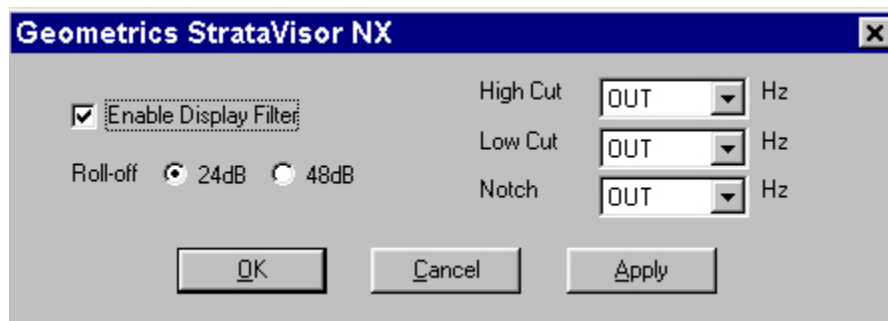 Geometrics StrataVisor NX
Enable Display Filter
Roll-off 24dB 48dB
High Cut OUT Hz
Low Cut OUT Hz
Notch OUT Hz
OK Cancel Apply